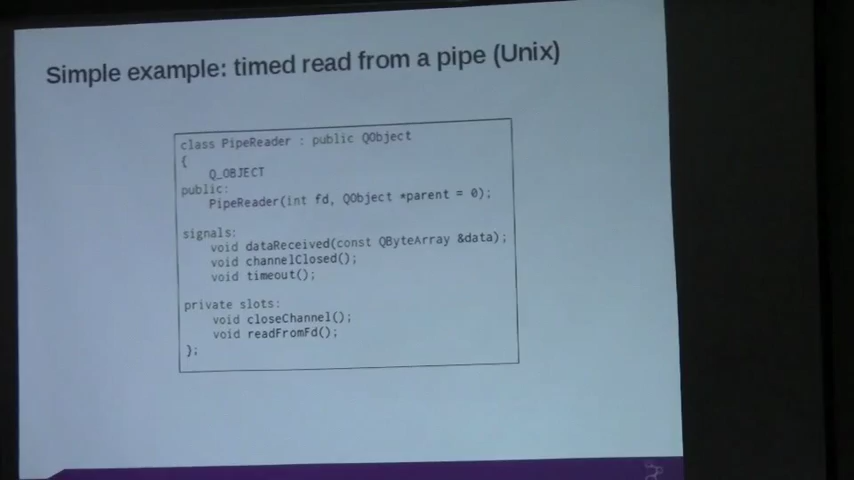 Simple example: timed read from a pipe (Unix)
class PipeReader : public QObject
{
    Q_OBJECT
public:
    PipeReader(int fd, QObject *parent = 0);
signals:
    void dataReceived(const QByteArray &data);
    void channelClosed();
    void timeout();
private slots:
    void closeChannel();
    void readFromFd();
};